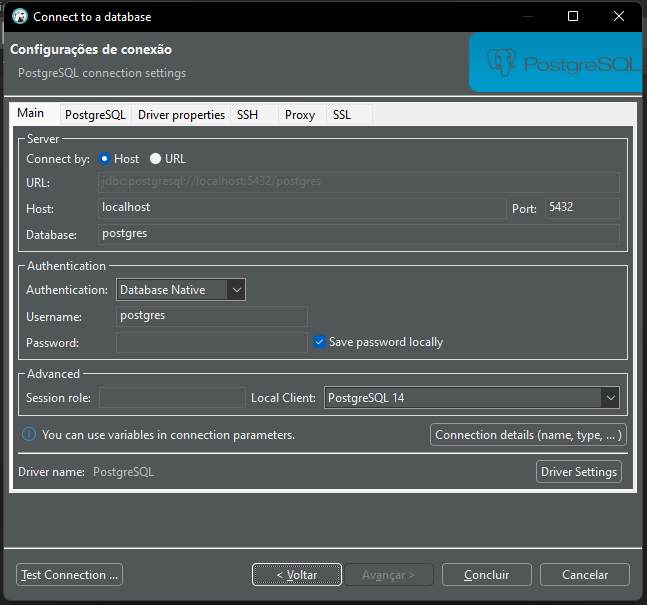 Connect to a database
Configurações de conexão
PostgreSQL connection settings
PostgreSQL
Main PostgreSQL Driver properties SSH Proxy SSL
Server
Connect by: Host URL
URL: jdbc:postgresql://localhost:5432/postgres
Host: localhost Port: 5432
Database: postgres
Authentication
Authentication: Database Native
Username: postgres
Password: Save password locally
Advanced
Session role: Local Client: PostgreSQL 14
You can use variables in connection parameters. Connection details (name, type, ... )
Driver name: PostgreSQL Driver Settings
Test Connection ... < Voltar Avançar > Concluir Cancelar